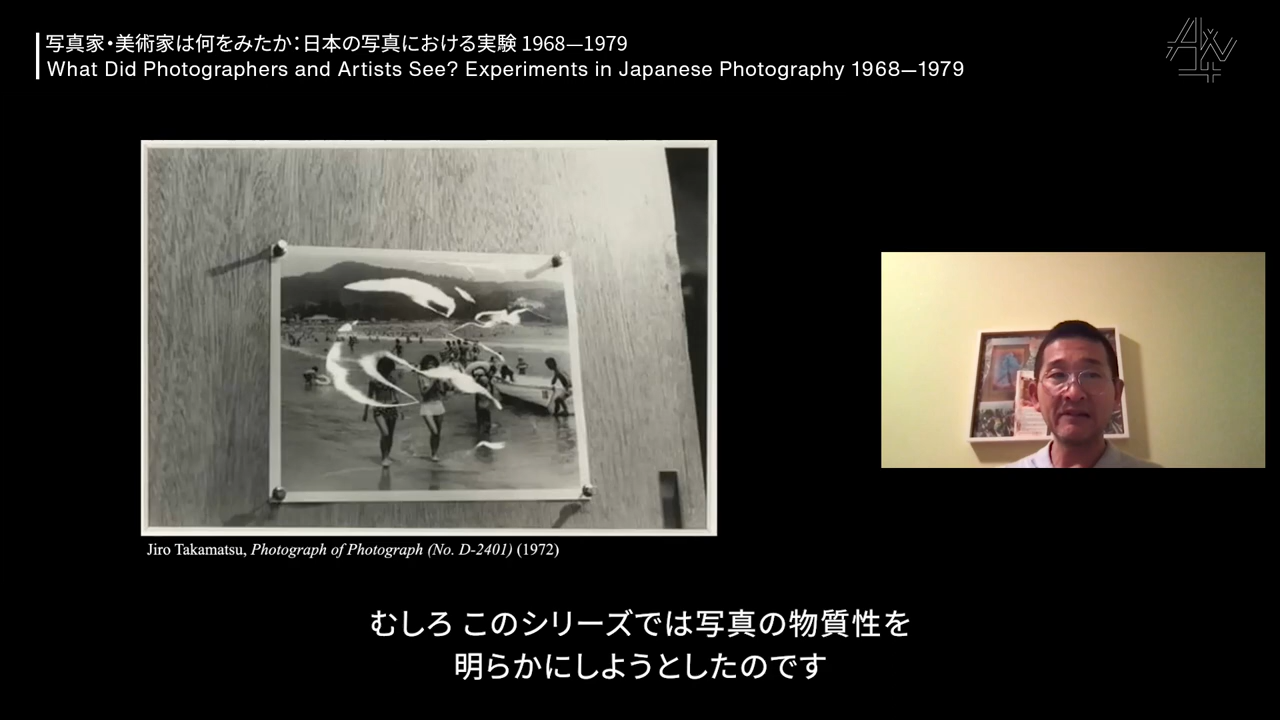 写真家・美術家は何をみたか：日本の写真における実験 1968—1979
What Did Photographers and Artists See? Experiments in Japanese Photography 1968—1979
Jiro Takamatsu, Photograph of Photograph (No. D-2401) (1972)
むしろ このシリーズでは写真の物質性を
明らかにしようとしたのです